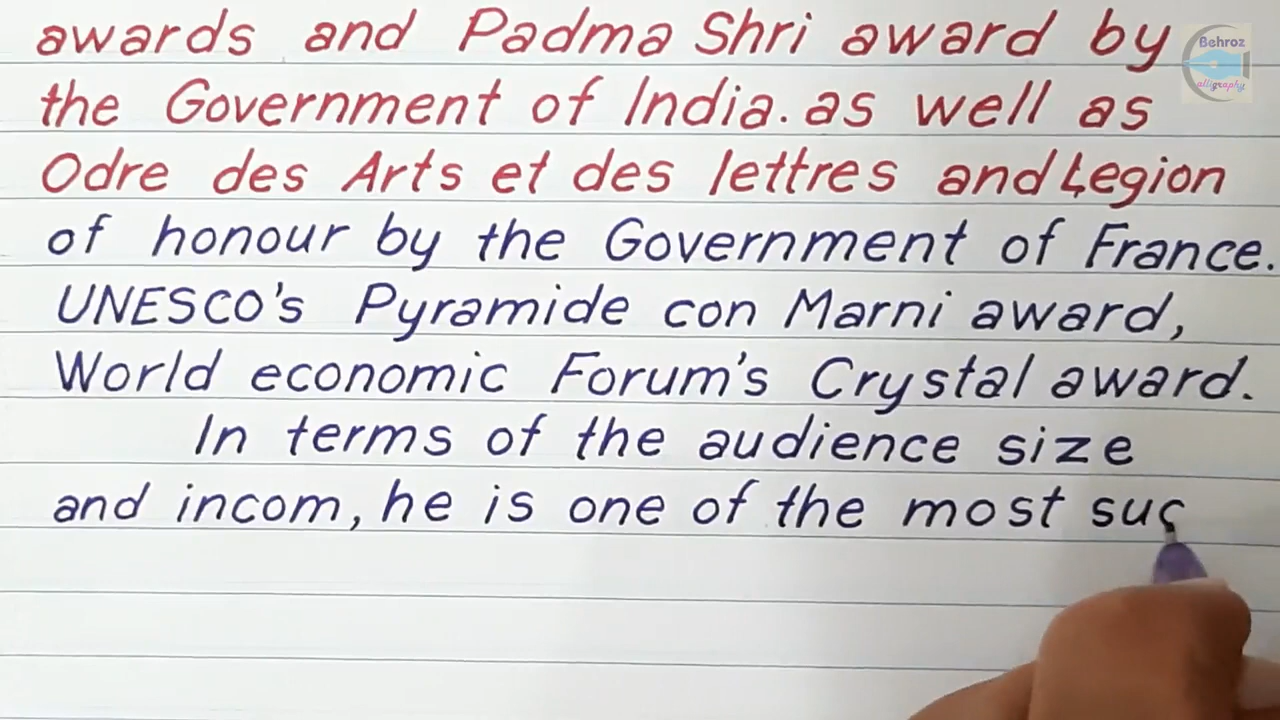 awards and Padma Shri award by
the Government of India. as well as
Odre des Arts et des lettres and Legion
of honour by the Government of France.
UNESCO's Pyramide con Marni award,
World economic Forum's Crystal award.
In terms of the audience size
and incom, he is one of the most suc
Behroz
alligraphy